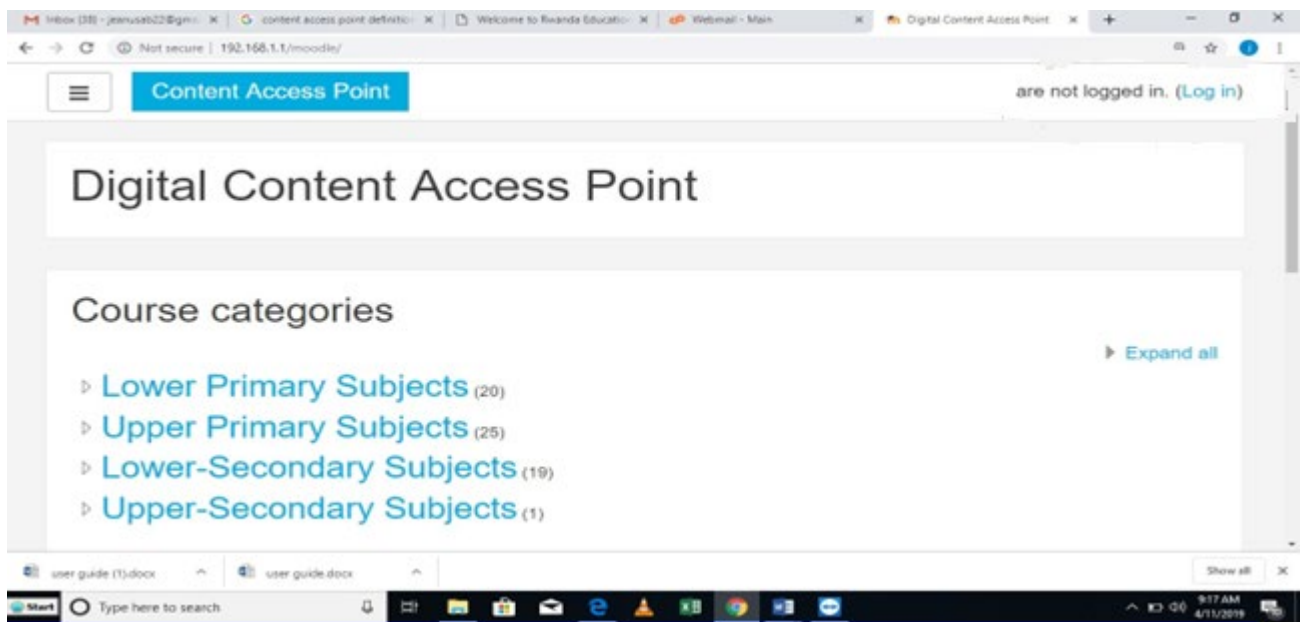 Inbox (38) - jeanusab22@gm
content access point definitio
Welcome to Rwanda Educatio
Webmail - Main
Digital Content Access Point
Not secure | 192.168.1.1/moodle/
Content Access Point
are not logged in. (Log in)
Digital Content Access Point
Course categories
Expand all
Lower Primary Subjects (20)
Upper Primary Subjects (25)
Lower-Secondary Subjects (19)
Upper-Secondary Subjects (1)
user guide (1).docx
user guide.docx
Show all
Start
Type here to search
9:17 AM
4/11/2019